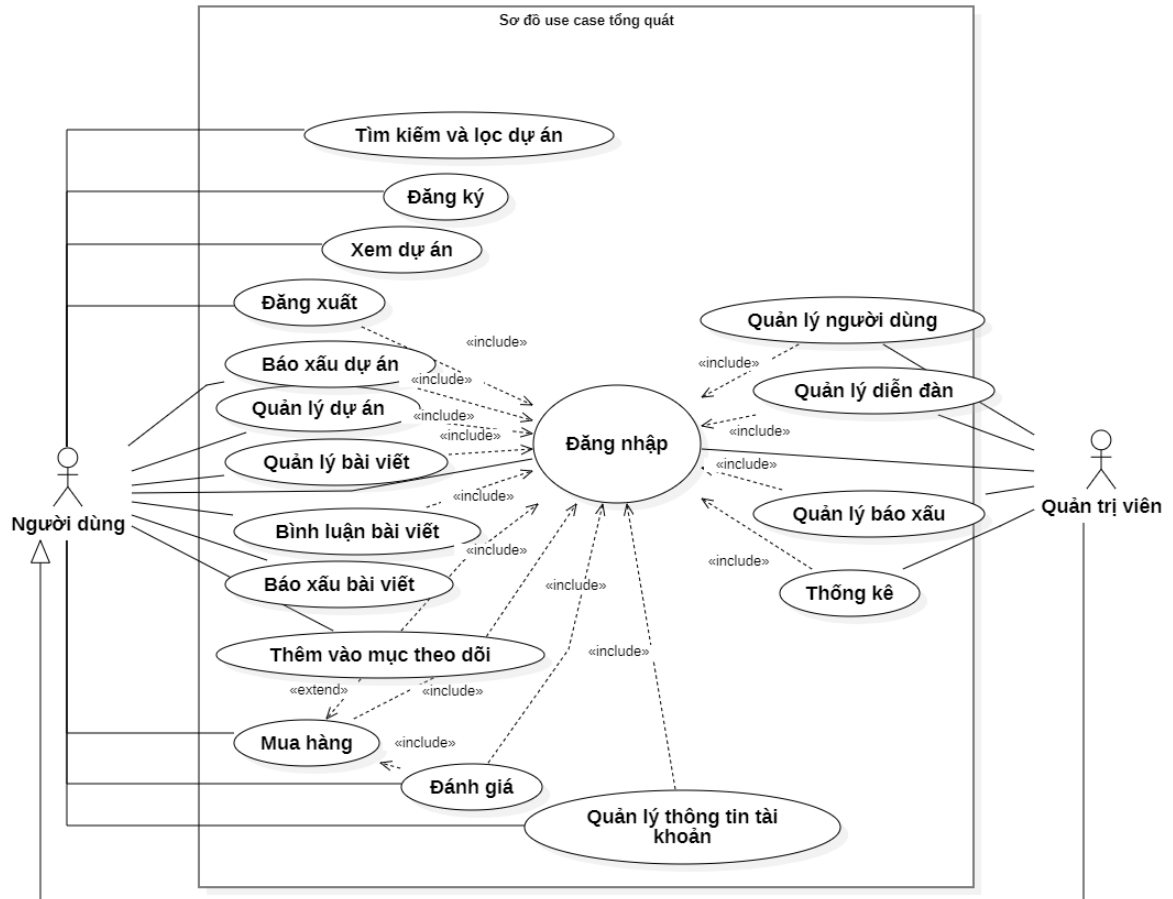 Sơ đồ use case tổng quát
Tìm kiếm và lọc dự án
Đăng ký
Xem dự án
Đăng xuất
«include»
Báo xấu dự án
«include»
Quản lý dự án
«include»
«include»
Quản lý bài viết
Đăng nhập
Quản lý người dùng
«include»
Quản lý diễn đàn
«include»
«include»
Quản lý báo xấu
«include»
Thống kê
Người dùng
Quản trị viên
«include»
Bình luận bài viết
«include»
Báo xấu bài viết
«include»
Thêm vào mục theo dõi
«include»
«extend»
«include»
Mua hàng
«include»
Đánh giá
Quản lý thông tin tài
khoản